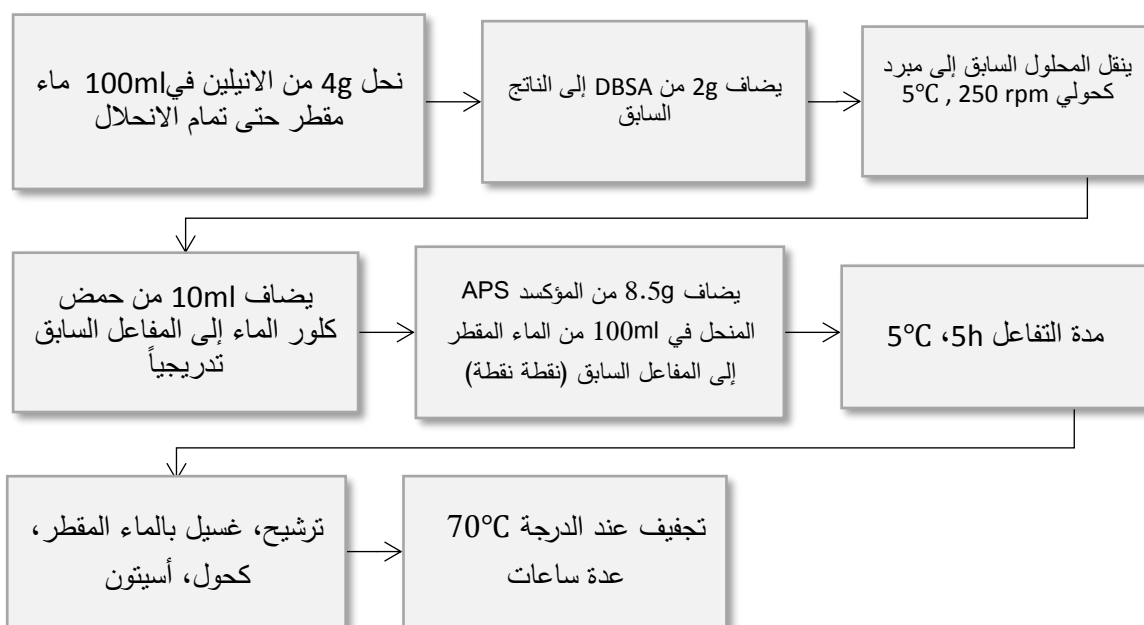 نحل 4g من الانيلين في100ml ماء
مقطر حتى تمام الانحلال
يضاف 2g من DBSA إلى الناتج
السابق
ينقل المحلول السابق إلى مبرد
كحولي 5℃ , 250 rpm
يضاف 10ml من حمض
كلور الماء إلى المفاعل السابق
تدريجياً
يضاف 8.5g من المؤكسد APS
المنحل في 100ml من الماء المقطر
إلى المفاعل السابق (نقطة نقطة)
مدة التفاعل 5h، 5℃
ترشيح، غسيل بالماء المقطر،
كحول، أسيتون
تجفيف عند الدرجة 70℃
عدة ساعات